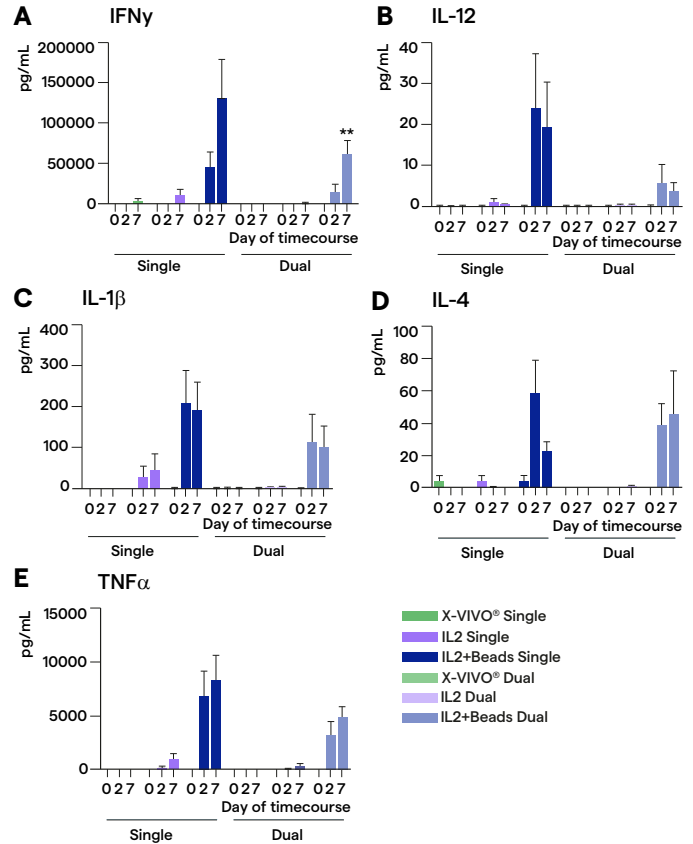 A IFNγ
pg/mL
200000
150000
100000
50000
0
**
0 2 7 0 2 7 0 2 7 0 2 7 0 2 7 0 2 7
Day of timecourse
Single Dual
B IL-12
pg/mL
40
30
20
10
0
0 2 7 0 2 7 0 2 7 0 2 7 0 2 7 0 2 7
Day of timecourse
Single Dual
C IL-1β
pg/mL
400
300
200
100
0
0 2 7 0 2 7 0 2 7 0 2 7 0 2 7 0 2 7
Day of timecourse
Single Dual
D IL-4
pg/mL
100
80
60
40
20
0
0 2 7 0 2 7 0 2 7 0 2 7 0 2 7 0 2 7
Day of timecourse
Single Dual
E TNFα
pg/mL
15000
10000
5000
0
0 2 7 0 2 7 0 2 7 0 2 7 0 2 7 0 2 7
Day of timecourse
Single Dual
X-VIVO® Single
IL2 Single
IL2+Beads Single
X-VIVO® Dual
IL2 Dual
IL2+Beads Dual